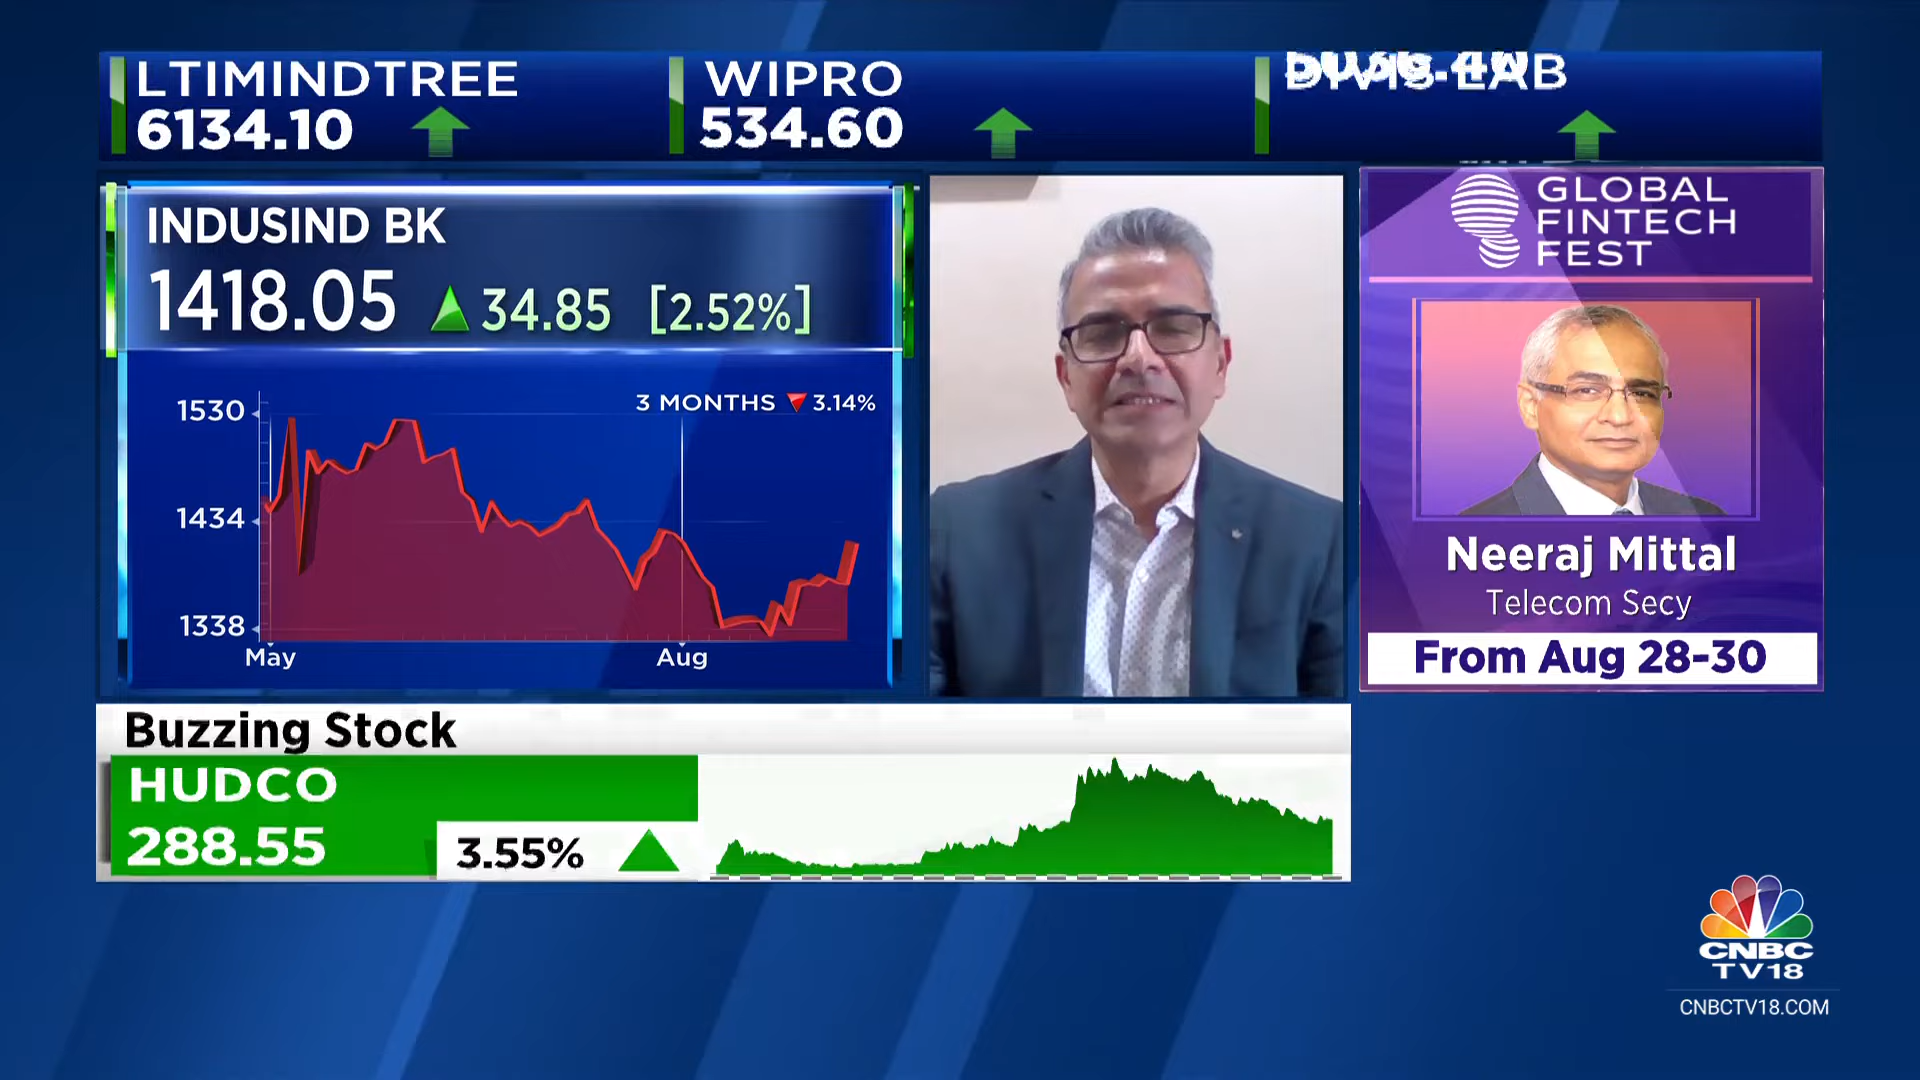 LTIMINDTREE
6134.10
WIPRO
534.60
INDUSIND BK
1418.05 34.85 [2.52%]
3 MONTHS 3.14%
1530
1434
1338
May Aug
GLOBAL
FINTECH
FEST
Neeraj Mittal
Telecom Secy
From Aug 28-30
Buzzing Stock
HUDCO
288.55
3.55%
CNBC
TV18
CNBCTV18.COM